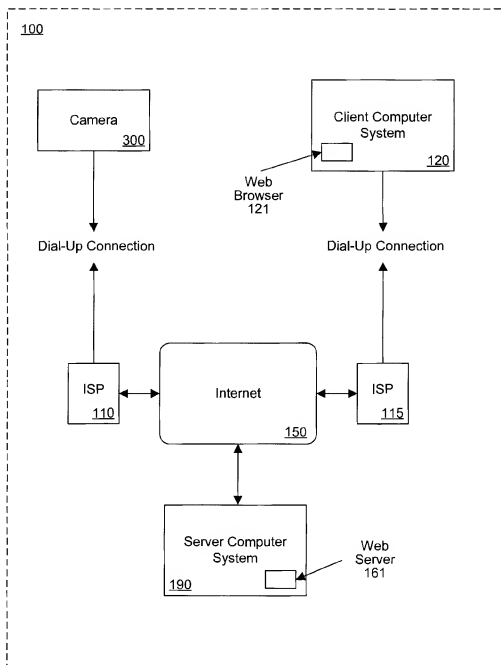 100
Camera
300
Client Computer
System
120
Web
Browser
121
Dial-Up Connection
Dial-Up Connection
ISP
110
Internet
150
ISP
115
Server Computer
System
190
Web
Server
161